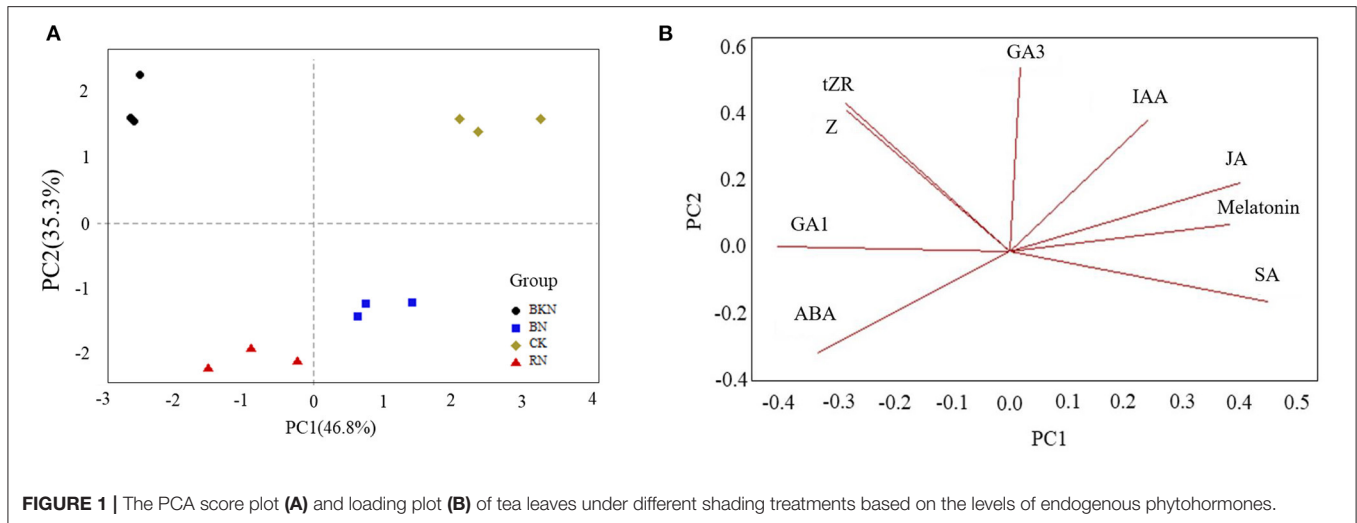 A
2
1
0
-1
-2
PC2(35.3%)
-3
-2
-1
0
1
2
3
4
PC1(46.8%)
Group
BKN
BN
CK
RN
B
0.6
0.4
0.2
0.0
-0.2
-0.4
PC2
GA3
tZR
Z
IAA
JA
Melatonin
GA1
SA
ABA
-0.4
-0.3
-0.2
-0.1
0.0
0.1
0.2
0.3
0.4
0.5
PC1
FIGURE 1 | The PCA score plot (A) and loading plot (B) of tea leaves under different shading treatments based on the levels of endogenous phytohormones.